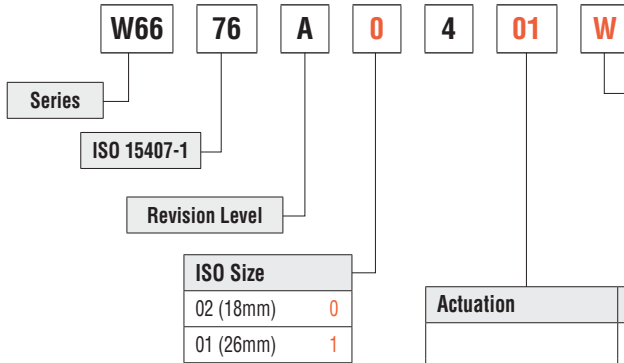 W66 76 A 0 4 01 W
Series
ISO 15407-1
Revision Level
ISO Size
02 (18mm) 0
01 (26mm) 1
Actuation